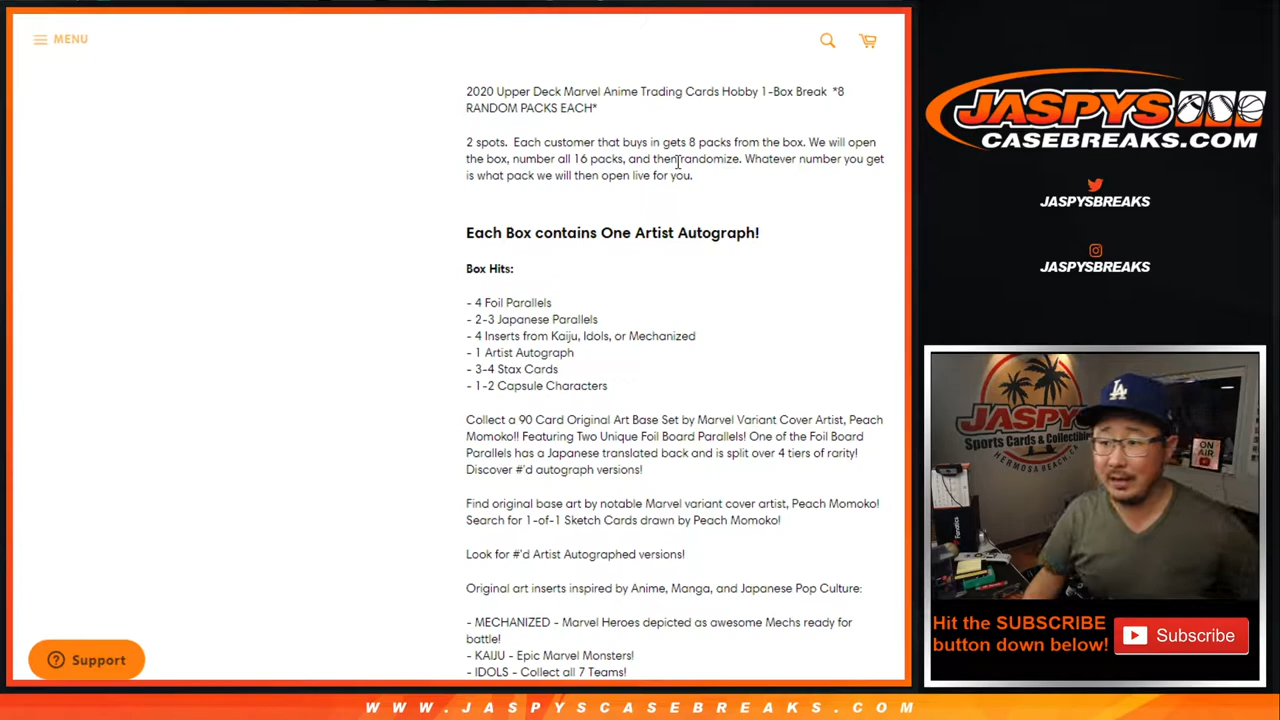 MENU
2020 Upper Deck Marvel Anime Trading Cards Hobby 1-Box Break *8
RANDOM PACKS EACH*
2 spots. Each customer that buys in gets 8 packs from the box. We will open
the box, number all 16 packs, and then randomize. Whatever number you get
is what pack we will then open live for you.
Each Box contains One Artist Autograph!
Box Hits:
- 4 Foil Parallels
- 2-3 Japanese Parallels
- 4 Inserts from Kaiju, Idols, or Mechanized
- 1 Artist Autograph
- 3-4 Stax Cards
- 1-2 Capsule Characters
Collect a 90 Card Original Art Base Set by Marvel Variant Cover Artist, Peach
Momoko!! Featuring Two Unique Foil Board Parallels! One of the Foil Board
Parallels has a Japanese translated back and is split over 4 tiers of rarity!
Discover #'d autograph versions!
Find original base art by notable Marvel variant cover artist, Peach Momoko!
Search for 1-of-1 Sketch Cards drawn by Peach Momoko!
Look for #'d Artist Autographed versions!
Original art inserts inspired by Anime, Manga, and Japanese Pop Culture:
- MECHANIZED - Marvel Heroes depicted as awesome Mechs ready for
battle!
- KAIJU - Epic Marvel Monsters!
- IDOLS - Collect all 7 Teams!
Support
JASPYS
CASEBREAKS.COM
JASPYSBREAKS
JASPYSBREAKS
JASPYS
Sports Cards & Collectibles
HERMOSA BEACH, CA
ON AIR
Fanatics
LA
Hit the SUBSCRIBE
button down below!
Subscribe
WWW.JASPYSCASEBREAKS.COM